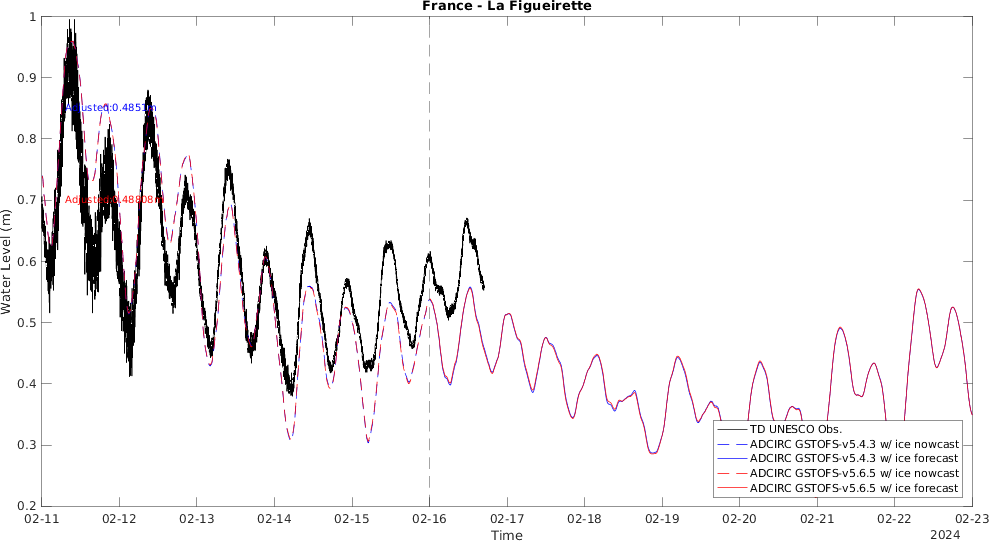 France - La Figueirette
Water Level (m)
1
0.9
0.8
0.7
0.6
0.5
0.4
0.3
0.2
Adjusted:0.4851m
TD UNESCO Obs.
ADCIRC GSTOFS-v5.4.3 w/ ice nowcast
ADCIRC GSTOFS-v5.4.3 w/ ice forecast
ADCIRC GSTOFS-v5.6.5 w/ ice nowcast
ADCIRC GSTOFS-v5.6.5 w/ ice forecast
02-11 02-12 02-13 02-14 02-15 02-16 02-17 02-18 02-19 02-20 02-21 02-22 02-23
Time
2024